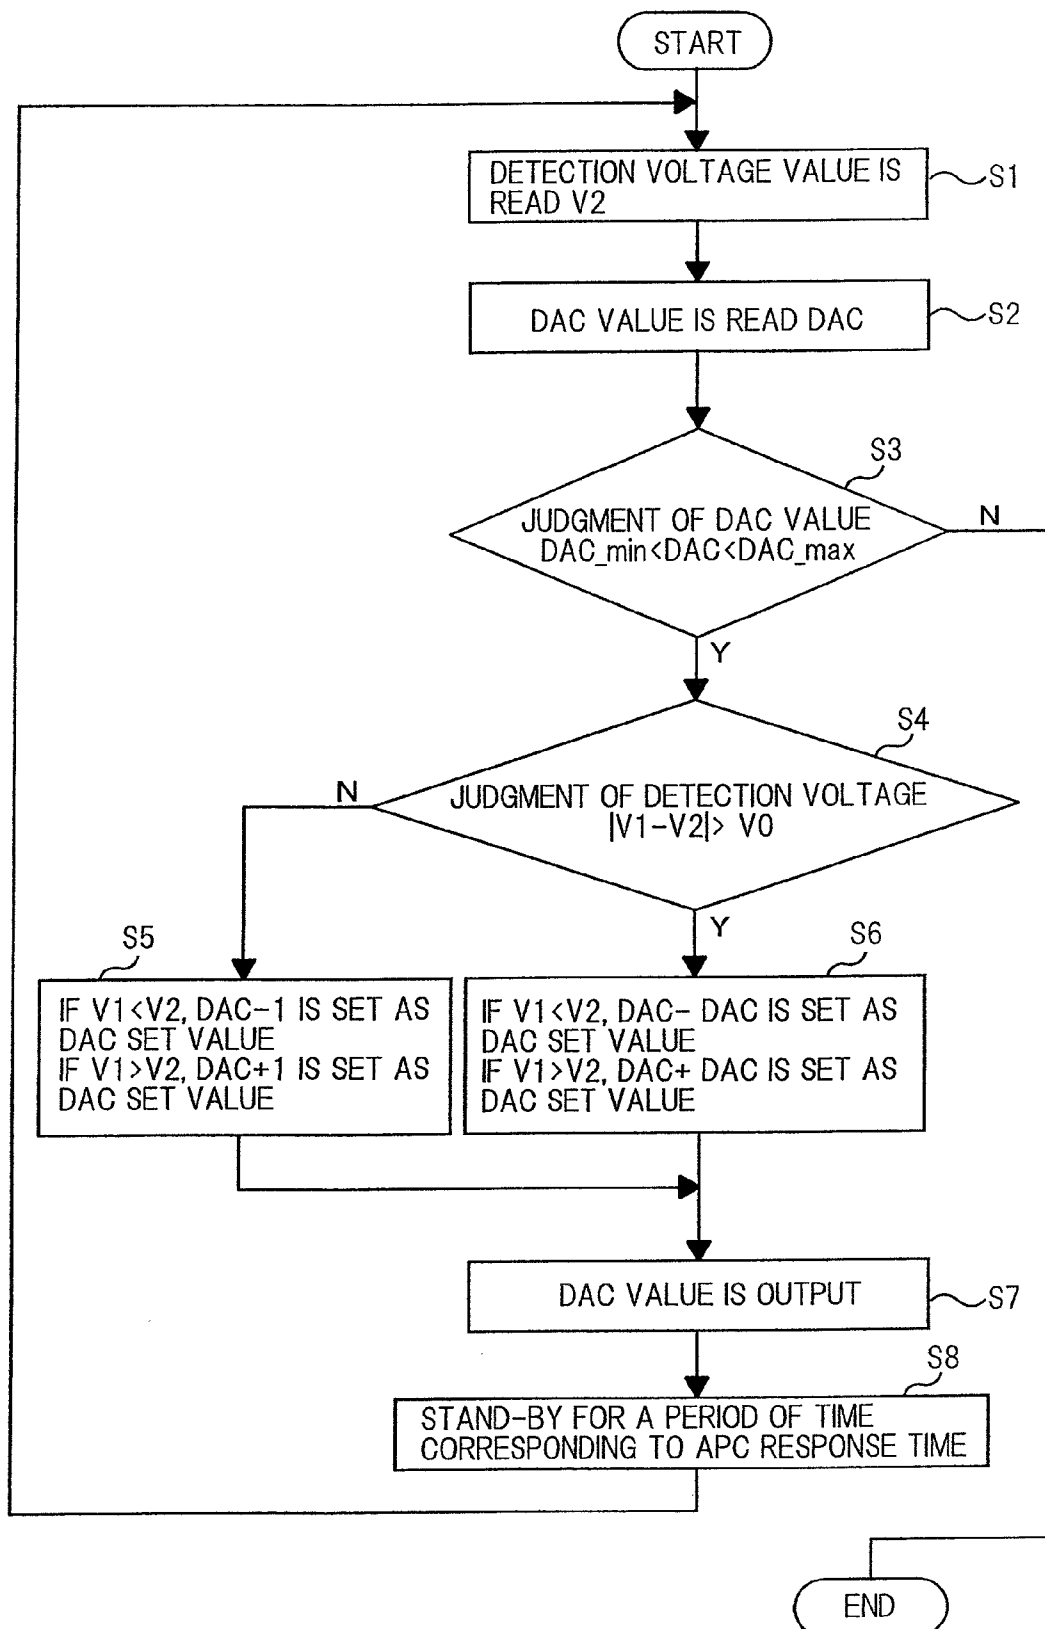 START
DETECTION VOLTAGE VALUE IS
READ V2
S1
DAC VALUE IS READ DAC
S2
S3
JUDGMENT OF DAC VALUE
DAC_min<DAC<DAC_max
N
Y
S4
JUDGMENT OF DETECTION VOLTAGE
|V1-V2|> V0
N
Y
S5
IF V1<V2, DAC-1 IS SET AS
DAC SET VALUE
IF V1>V2, DAC+1 IS SET AS
DAC SET VALUE
S6
IF V1<V2, DAC- DAC IS SET AS
DAC SET VALUE
IF V1>V2, DAC+ DAC IS SET AS
DAC SET VALUE
DAC VALUE IS OUTPUT
S7
S8
STAND-BY FOR A PERIOD OF TIME
CORRESPONDING TO APC RESPONSE TIME
END